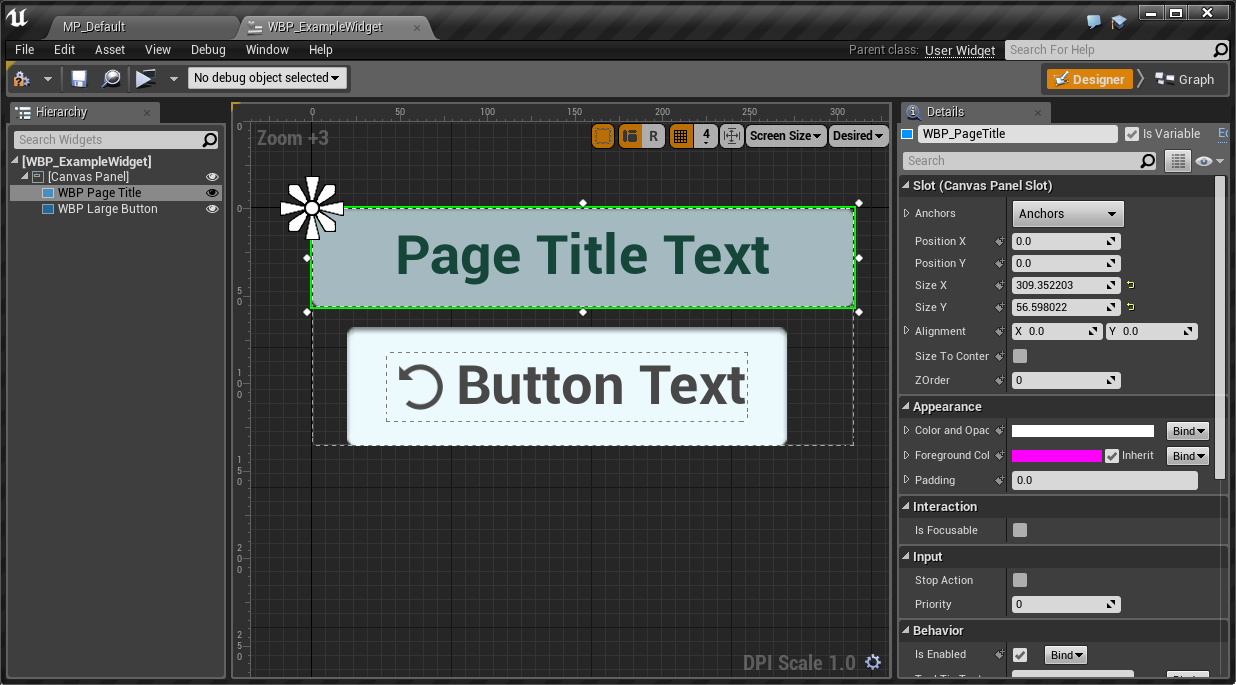 MP_Default
WBP_ExampleWidget
File Edit Asset View Debug Window Help
Parent class: User Widget
Search For Help
No debug object selected
Designer
Graph
Hierarchy
Search Widgets
[WBP_ExampleWidget]
[Canvas Panel]
WBP Page Title
WBP Large Button
0 50 100 150 200 250 300
0
0
50
100
150
200
250
Zoom +3
R
4
Screen Size
Desired
Page Title Text
Button Text
DPI Scale 1.0
Details
WBP_PageTitle
Is Variable
Search
Slot (Canvas Panel Slot)
Anchors
Anchors
Position X 0.0
Position Y 0.0
Size X 309.352203
Size Y 56.598022
Alignment X 0.0 Y 0.0
Size To Conter
ZOrder 0
Appearance
Color and Opac Bind
Foreground Col Inherit Bind
Padding 0.0
Interaction
Is Focusable
Input
Stop Action
Priority 0
Behavior
Is Enabled Bind